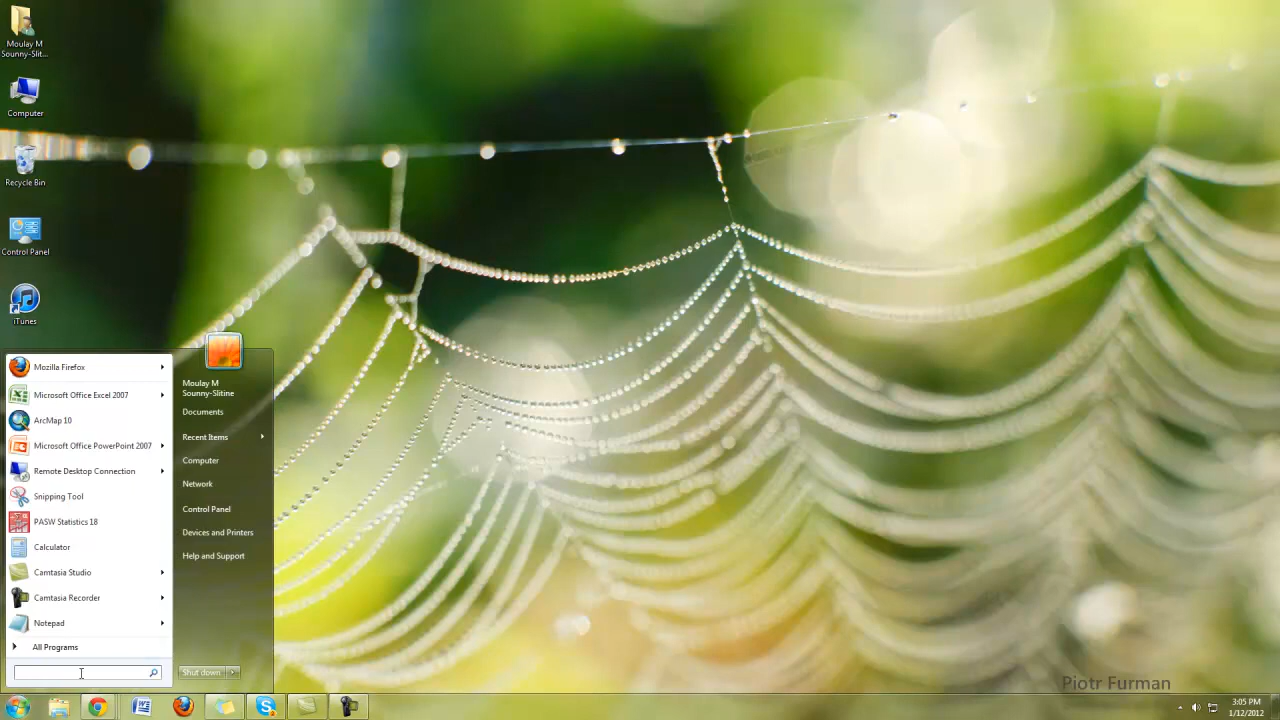 Moulay M
Sounny-Slit...
Computer
Recycle Bin
Control Panel
iTunes
Mozilla Firefox
Microsoft Office Excel 2007
ArcMap 10
Microsoft Office PowerPoint 2007
Remote Desktop Connection
Snipping Tool
PASW Statistics 18
Calculator
Camtasia Studio
Camtasia Recorder
Notepad
All Programs
Moulay M
Sounny-Slitine
Documents
Recent Items
Computer
Network
Control Panel
Devices and Printers
Help and Support
Shut down
Piotr Furman
3:05 PM
1/12/2012